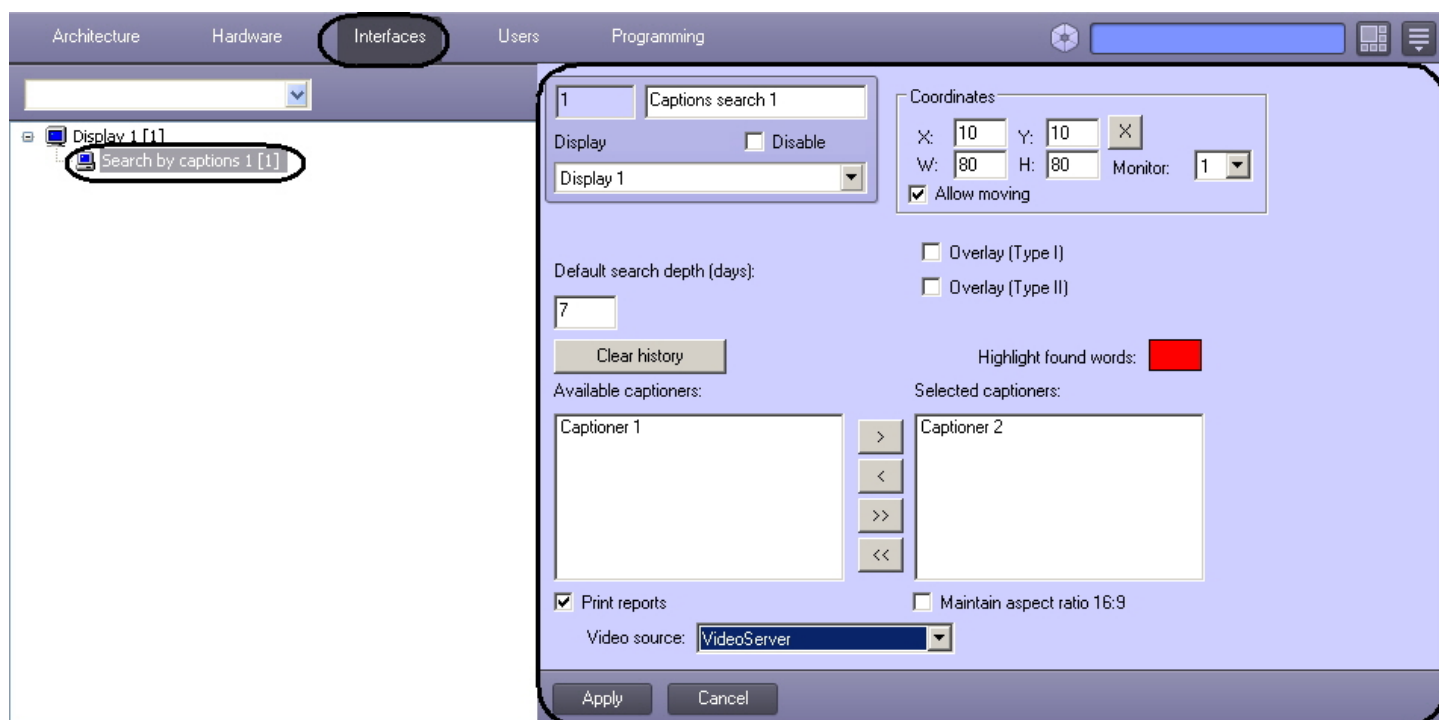 Architecture Hardware Interfaces Users Programming
Display 1 [1]
Search by captions 1 [1]
1 Captions search 1
Display Disable
Display 1
Coordinates
X: 10 Y: 10 X
W: 80 H: 80 Monitor: 1
Allow moving
Overlay (Type I)
Overlay (Type II)
Default search depth (days):
7
Clear history
Highlight found words:
Available captioners:
Selected captioners:
Captioner 1
Captioner 2
>
<
>>
<<
Print reports
Maintain aspect ratio 16:9
Video source: VideoServer
Apply Cancel